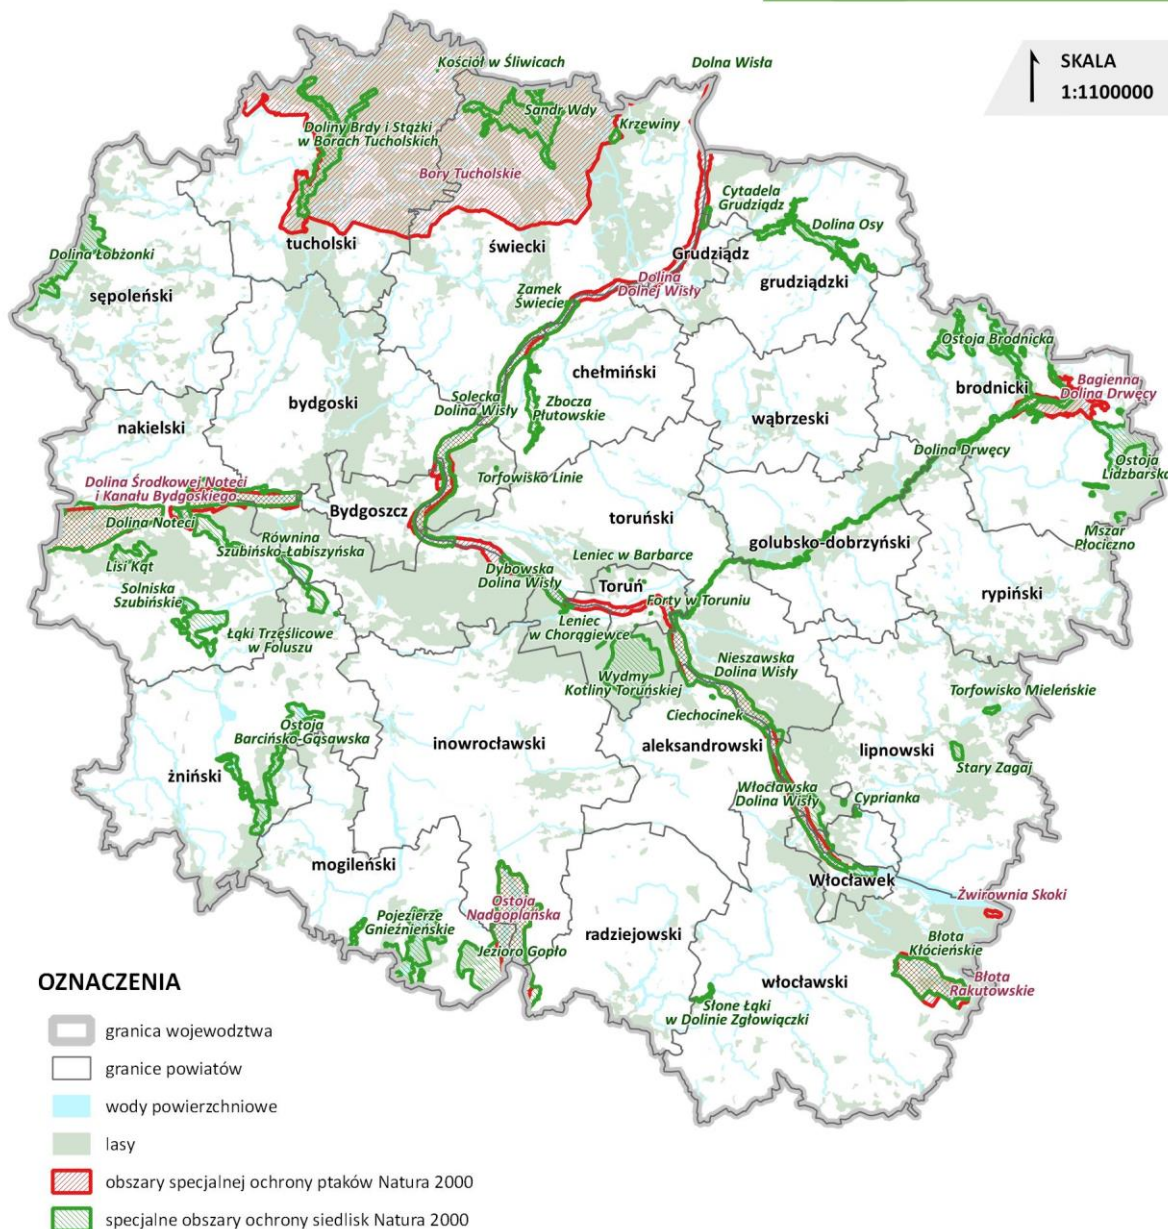 SKALA
1:1100000
Kościół w Śliwicach
Dolna Wisła
Sandr Wdy
Krzewiny
Doliny Brdy i Stążki
w Borach Tucholskich
Bory Tucholskie
Cytadela
Grudziądz
Dolina Osy
tucholski
świecki
Grudziądz
grudziądzki
Dolina Łobżonki
sępoleński
Zamek
Świecie
Dolina
Dolnej Wisły
Ostoja Brodnicka
chełmiński
brodnicki
Bagienna
Dolina Drwęcy
Solecka
Dolina Wisły
Zbocza
Płutowskie
bydgoski
wąbrzeski
nakielski
Dolina Drwęcy
Ostoja
Lidzbarska
Dolina Środkowej Noteci
i Kanału Bydgoskiego
Torfowisko Linie
Dolina Noteci
Bydgoszcz
toruński
Mszar
Płociczno
Równina
Szubińsko-Łabiszyńska
golubsko-dobrzyński
Lisi Kąt
Leniec w Barbarce
Dybowska
Dolina Wisły
Toruń
rypiński
Solniska
Szubińskie
Forty w Toruniu
Leniec
w Chorągiewce
Łąki Trzęślicowe
w Foluszu
Nieszawska
Dolina Wisły
Wydmy
Kotliny Toruńskiej
Torfowisko Mieleńskie
Ciechocinek
Ostoja
Barcińsko-Gąsawska
inowrocławski
aleksandrowski
lipnowski
żniński
Stary Zagaj
Włocławska
Dolina Wisły
Cyprianka
mogileński
Włocławek
Żwirownia Skoki
Ostoja
Nadgoplańska
Pojezierze
Gnieźnieńskie
radziejowski
Błota
Kłócieńskie
Jezioro Gopło
włocławski
Błota
Rakutowskie
Słone Łąki
w Dolinie Zgłowiączki
OZNACZENIA
granica wojewodztwa
granice powiatów
wody powierzchniowe
lasy
obszary specjalnej ochrony ptaków Natura 2000
specjalne obszary ochrony siedlisk Natura 2000